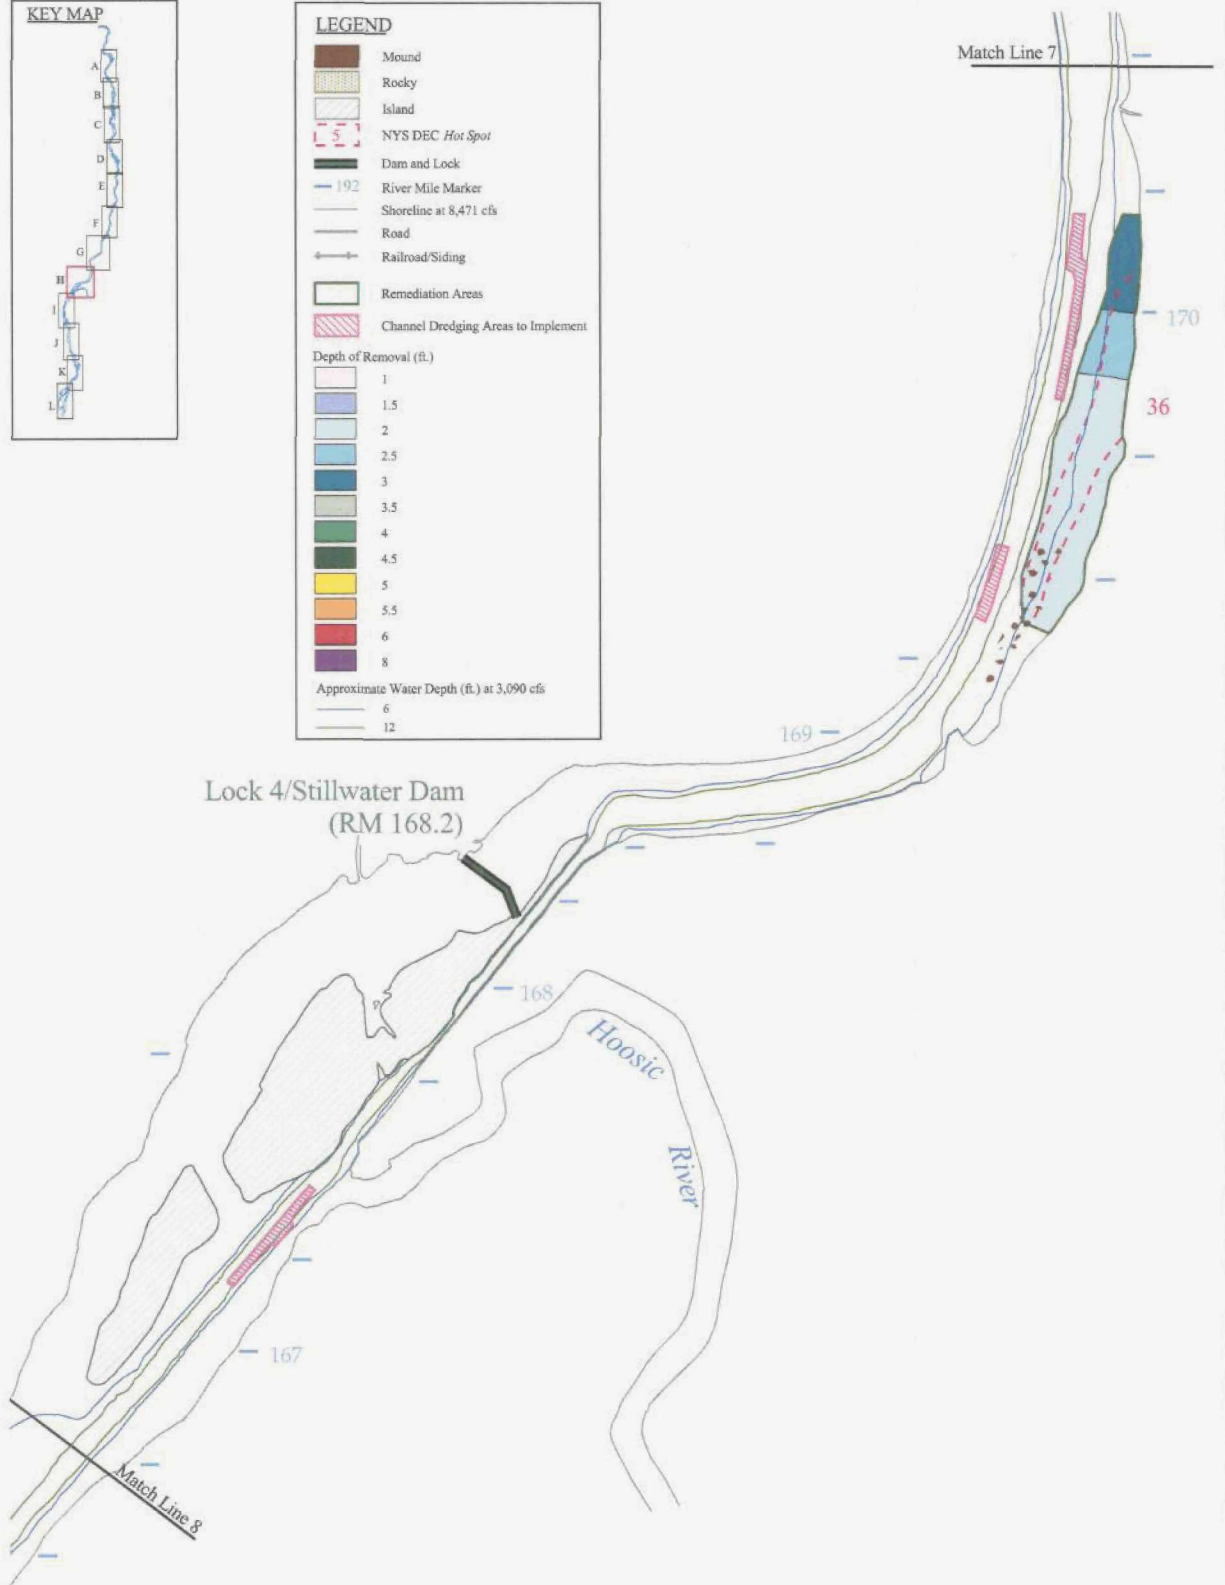 KEY MAP
A
B
C
D
E
F
G
H
I
J
K
L
LEGEND
Mound
Rocky
Island
5 NYS DEC Hot Spot
Dam and Lock
192 River Mile Marker
Shoreline at 8,471 cfs
Road
Railroad/Siding
Remediation Areas
Channel Dredging Areas to Implement
Depth of Removal (ft.)
1
1.5
2
2.5
3
3.5
4
4.5
5
5.5
6
8
Approximate Water Depth (ft.) at 3,090 cfs
6
12
Match Line 7
170
36
169
Lock 4/Stillwater Dam
(RM 168.2)
168
Hoosic
River
167
Match Line 8